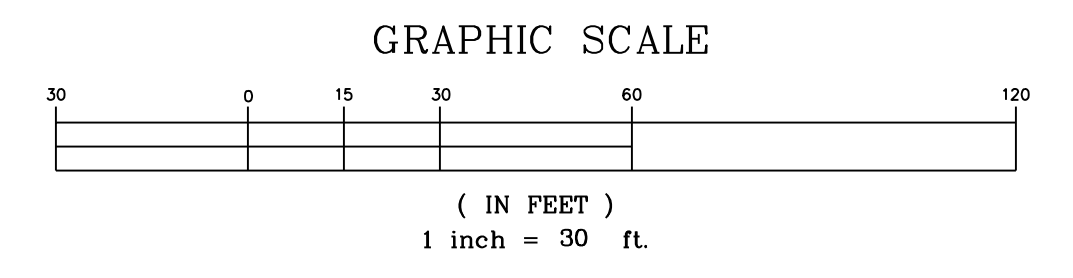 GRAPHIC SCALE
30 0 15 30 60 120
( IN FEET )
1 inch = 30 ft.